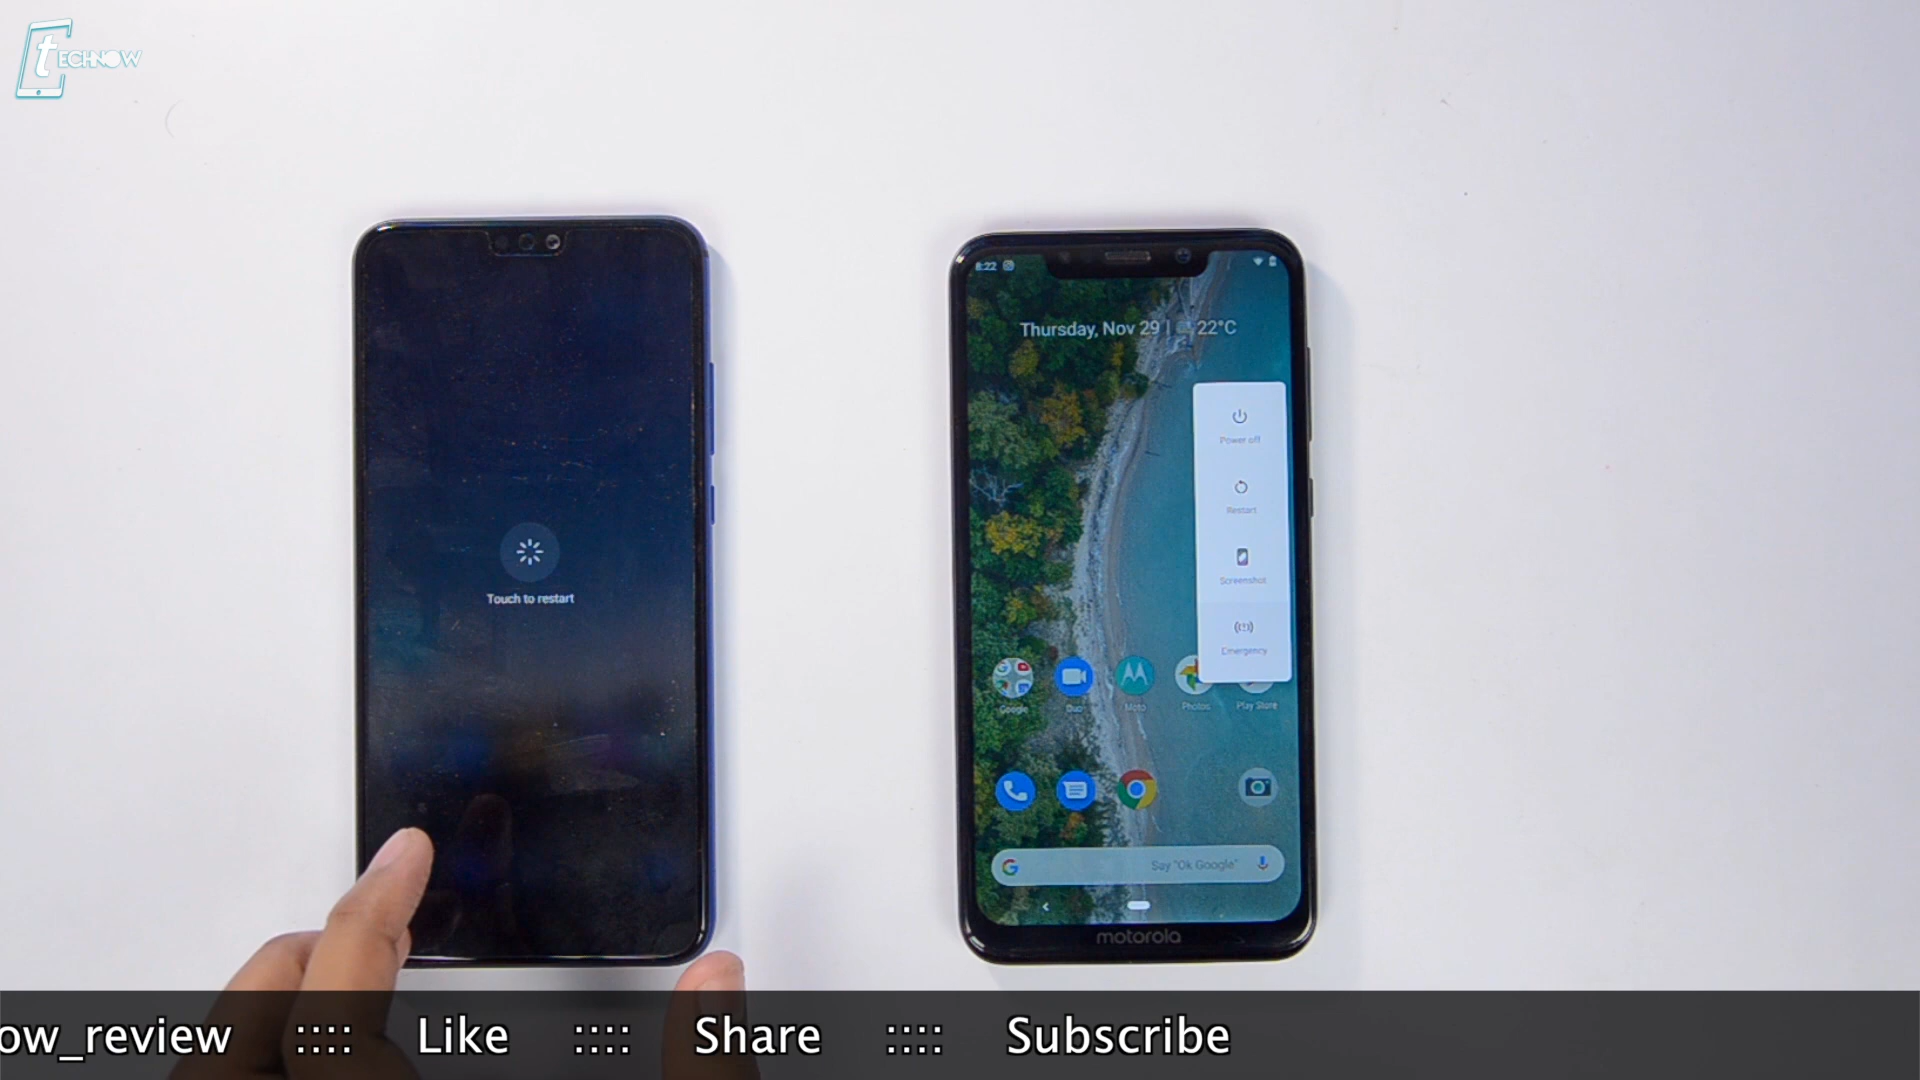 tECHNOW
Touch to restart
8:22
Thursday, Nov 29 | 22°C
Power off
Restart
Screenshot
Emergency
Google
Duo
Moto
Photos
Play Store
Say "Ok Google"
motorola
ow_review :::: Like :::: Share :::: Subscribe